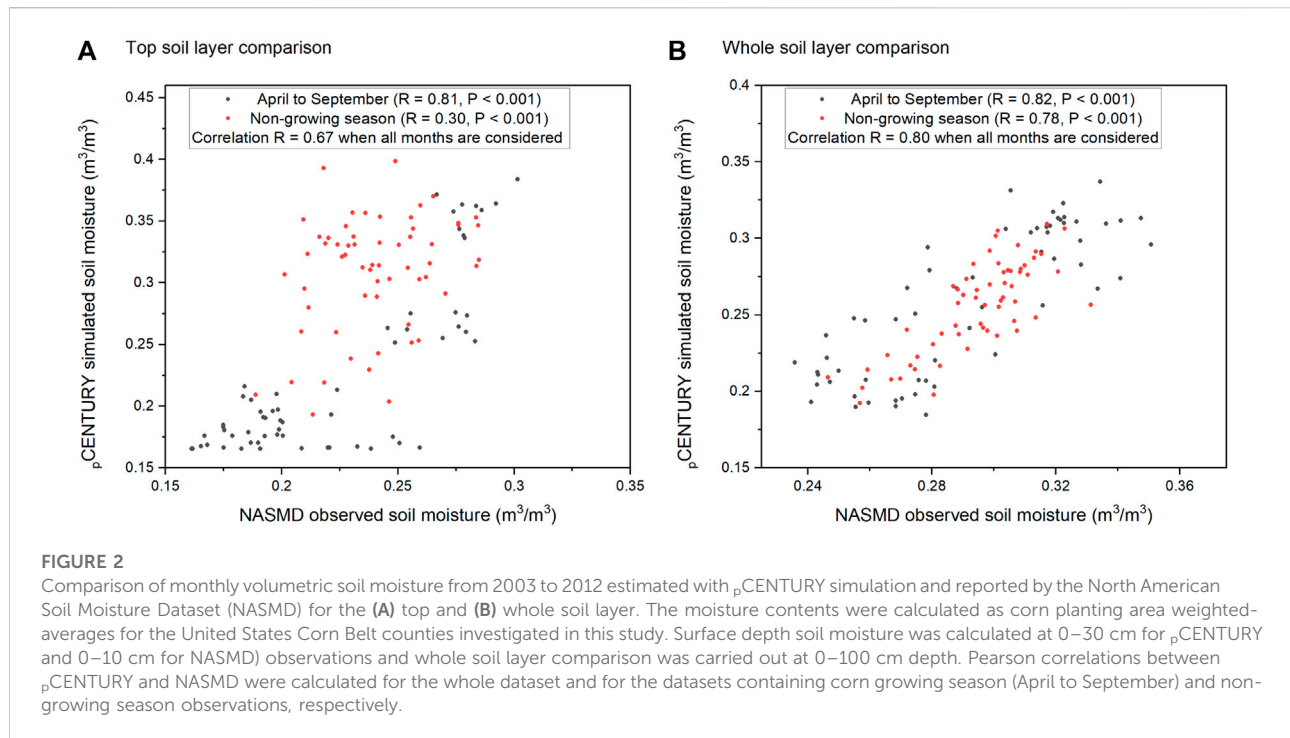 A Top soil layer comparison
B Whole soil layer comparison
April to September (R = 0.81, P < 0.001)
Non-growing season (R = 0.30, P < 0.001)
Correlation R = 0.67 when all months are considered
0.45
0.4
0.35
0.3
0.25
0.2
0.15
pCENTURY simulated soil moisture (m³/m³)
0.15
0.2
0.25
0.3
0.35
NASMD observed soil moisture (m³/m³)
April to September (R = 0.82, P < 0.001)
Non-growing season (R = 0.78, P < 0.001)
Correlation R = 0.80 when all months are considered
0.4
0.35
0.3
0.25
0.2
0.15
pCENTURY simulated soil moisture (m³/m³)
0.24
0.28
0.32
0.36
NASMD observed soil moisture (m³/m³)
FIGURE 2
Comparison of monthly volumetric soil moisture from 2003 to 2012 estimated with pCENTURY simulation and reported by the North American
Soil Moisture Dataset (NASMD) for the (A) top and (B) whole soil layer. The moisture contents were calculated as corn planting area weighted-
averages for the United States Corn Belt counties investigated in this study. Surface depth soil moisture was calculated at 0–30 cm for pCENTURY
and 0–10 cm for NASMD) observations and whole soil layer comparison was carried out at 0–100 cm depth. Pearson correlations between
pCENTURY and NASMD were calculated for the whole dataset and for the datasets containing corn growing season (April to September) and non-
growing season observations, respectively.